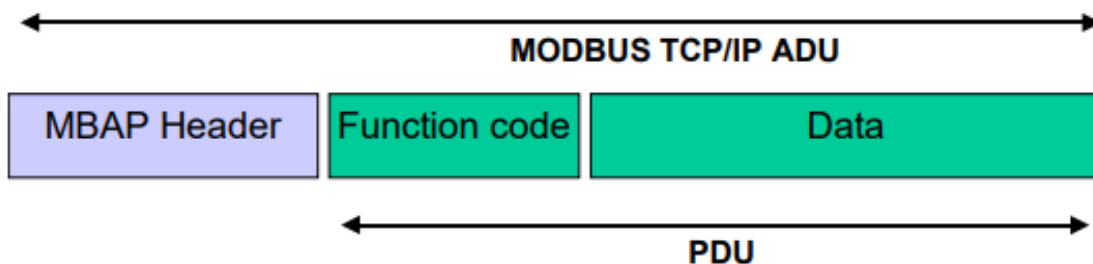 MODBUS TCP/IP ADU
MBAP Header Function code Data
PDU